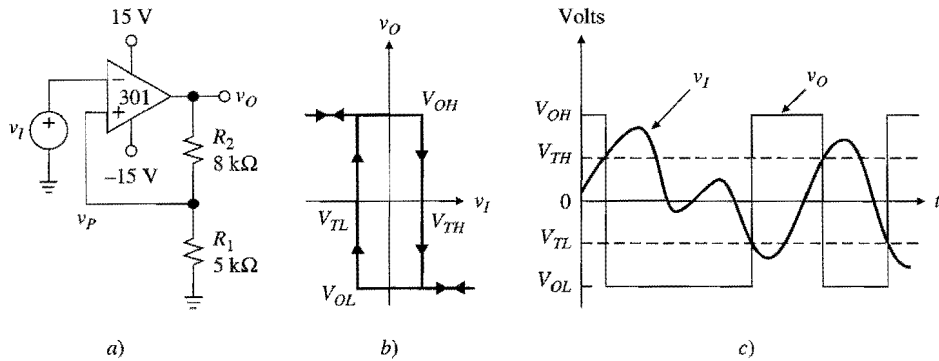 15 V
301
v_O
v_I
R_2
8 kΩ
–15 V
v_P
R_1
5 kΩ
a)
v_O
V_OH
v_I
V_TL
V_TH
V_OL
b)
Volts
v_I
v_O
V_OH
V_TH
0
t
V_TL
V_OL
c)